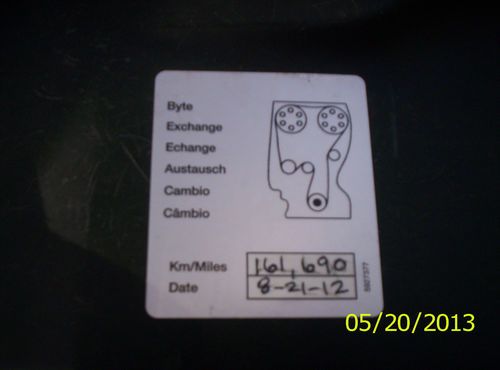 Byte
Exchange
Echange
Austausch
Cambio
Câmbio
Km/Miles 161,690
Date 8-21-12
05/20/2013